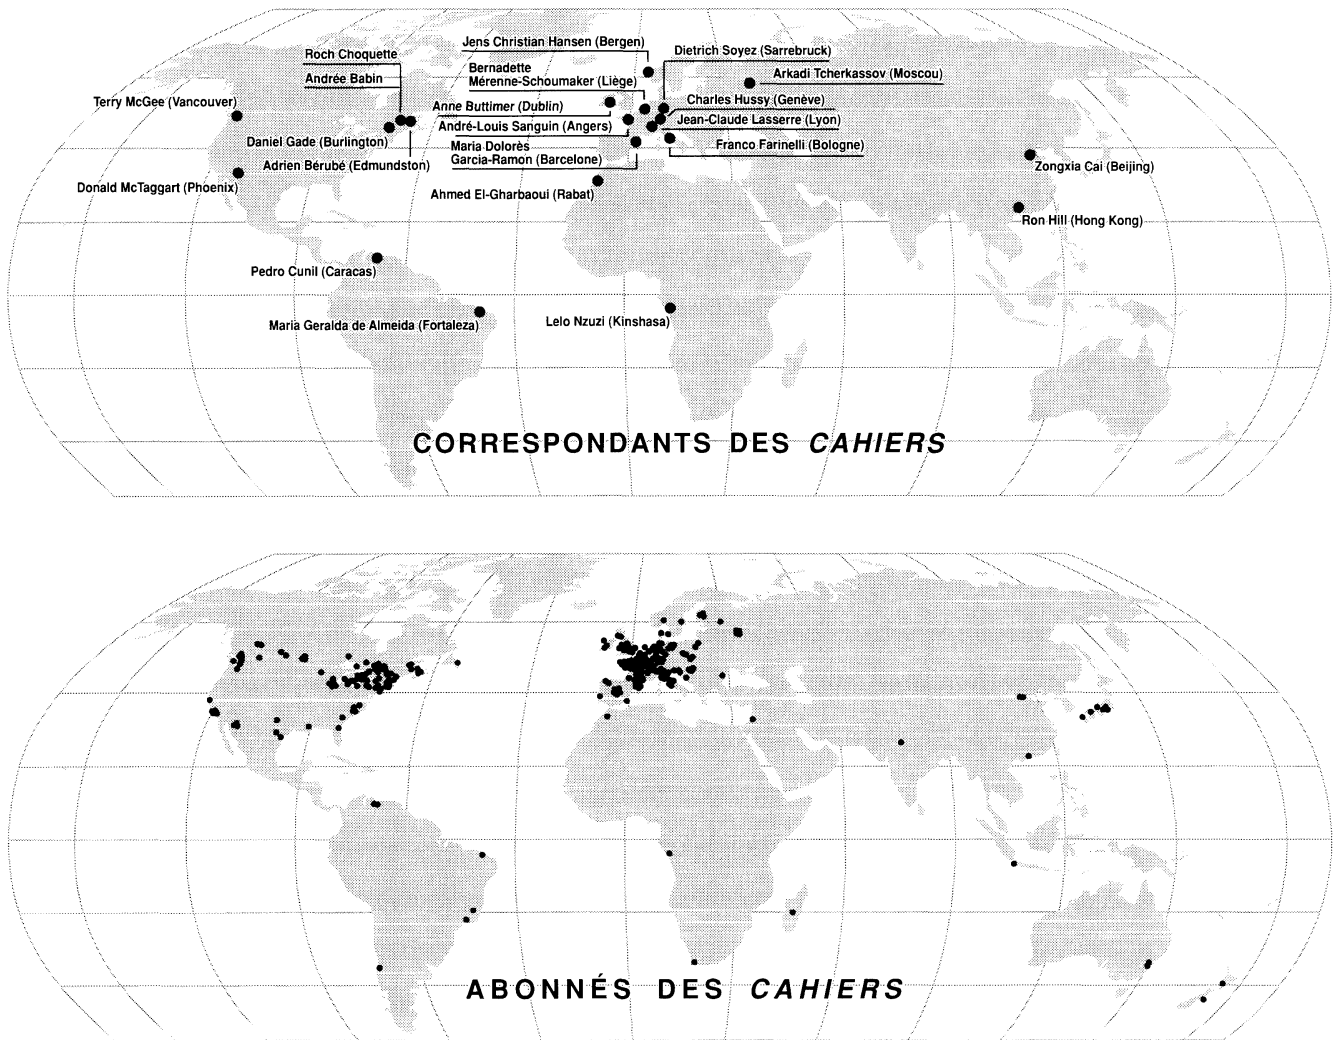 Jens Christian Hansen (Bergen)
Roch Choquette
Dietrich Soyez (Sarrebruck)
Bernadette
Mérenne-Schoumaker (Liège)
Arkadi Tcherkassov (Moscou)
Andrée Babin
Terry McGee (Vancouver)
Anne Buttimer (Dublin)
Charles Hussy (Genève)
Jean-Claude Lasserre (Lyon)
André-Louis Sanguin (Angers)
Daniel Gade (Burlington)
Maria Dolorès
Garcia-Ramon (Barcelone)
Franco Farinelli (Bologne)
Adrien Bérubé (Edmundston)
Zongxia Cai (Beijing)
Donald McTaggart (Phoenix)
Ahmed El-Gharbaoui (Rabat)
Ron Hill (Hong Kong)
Pedro Cunil (Caracas)
Maria Geralda de Almeida (Fortaleza)
Lelo Nzuzi (Kinshasa)
CORRESPONDANTS DES CAHIERS
ABONNÉS DES CAHIERS